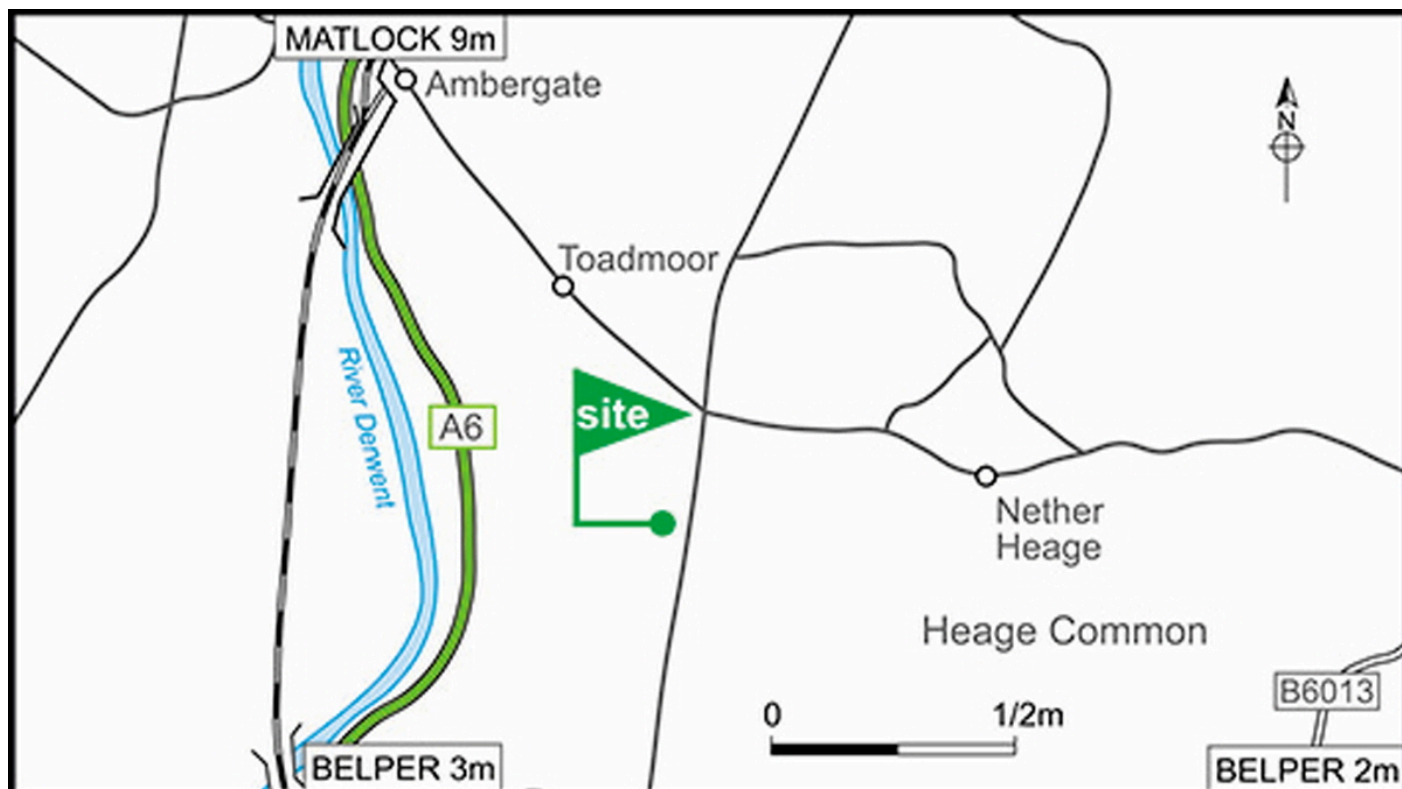 MATLOCK 9m
Ambergate
N
Toadmoor
River Derwent
A6
site
Nether
Heage
Heage Common
B6013
0 1/2m
BELPER 3m
BELPER 2m